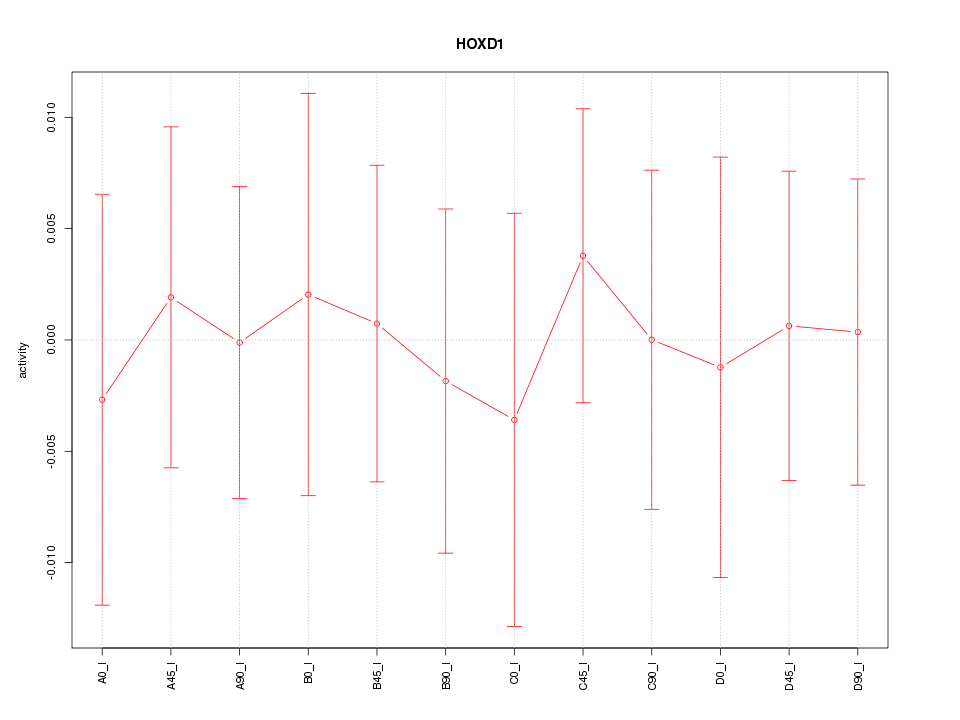 HOXD1
activity
0.010
0.005
0.000
-0.005
-0.010
A0_I
A45_I
A90_I
B0_I
B45_I
B90_I
C0_I
C45_I
C90_I
D0_I
D45_I
D90_I